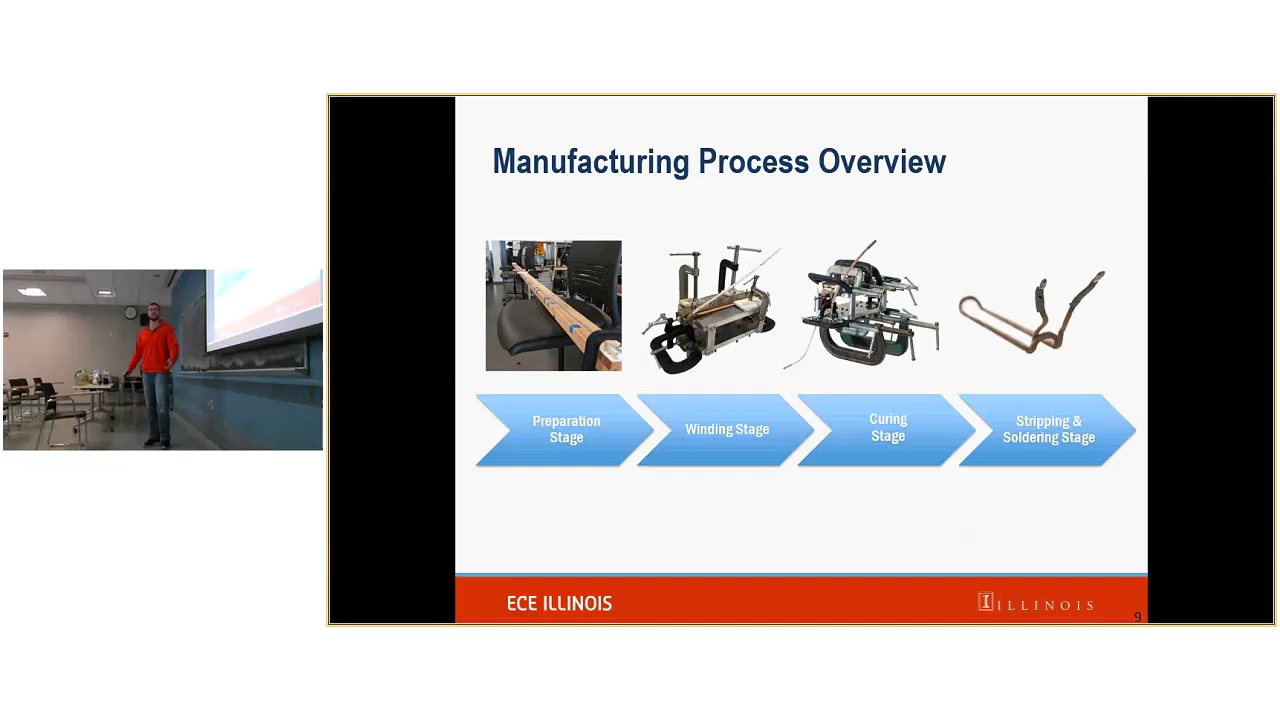 Manufacturing Process Overview
Preparation
Stage
Winding Stage
Curing
Stage
Stripping &
Soldering Stage
ECE ILLINOIS
I ILLINOIS
9